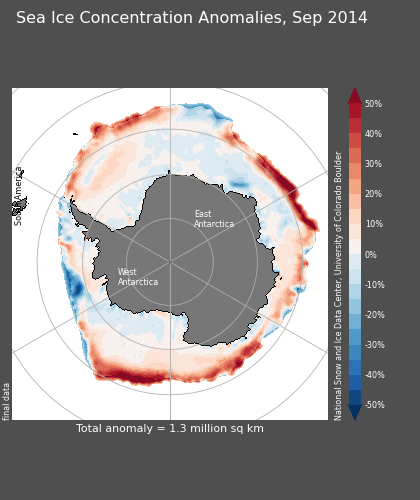 Sea Ice Concentration Anomalies, Sep 2014
South America
East
Antarctica
West
Antarctica
final data
Total anomaly = 1.3 million sq km
National Snow and Ice Data Center, University of Colorado Boulder
50%
40%
30%
20%
10%
0%
-10%
-20%
-30%
-40%
-50%